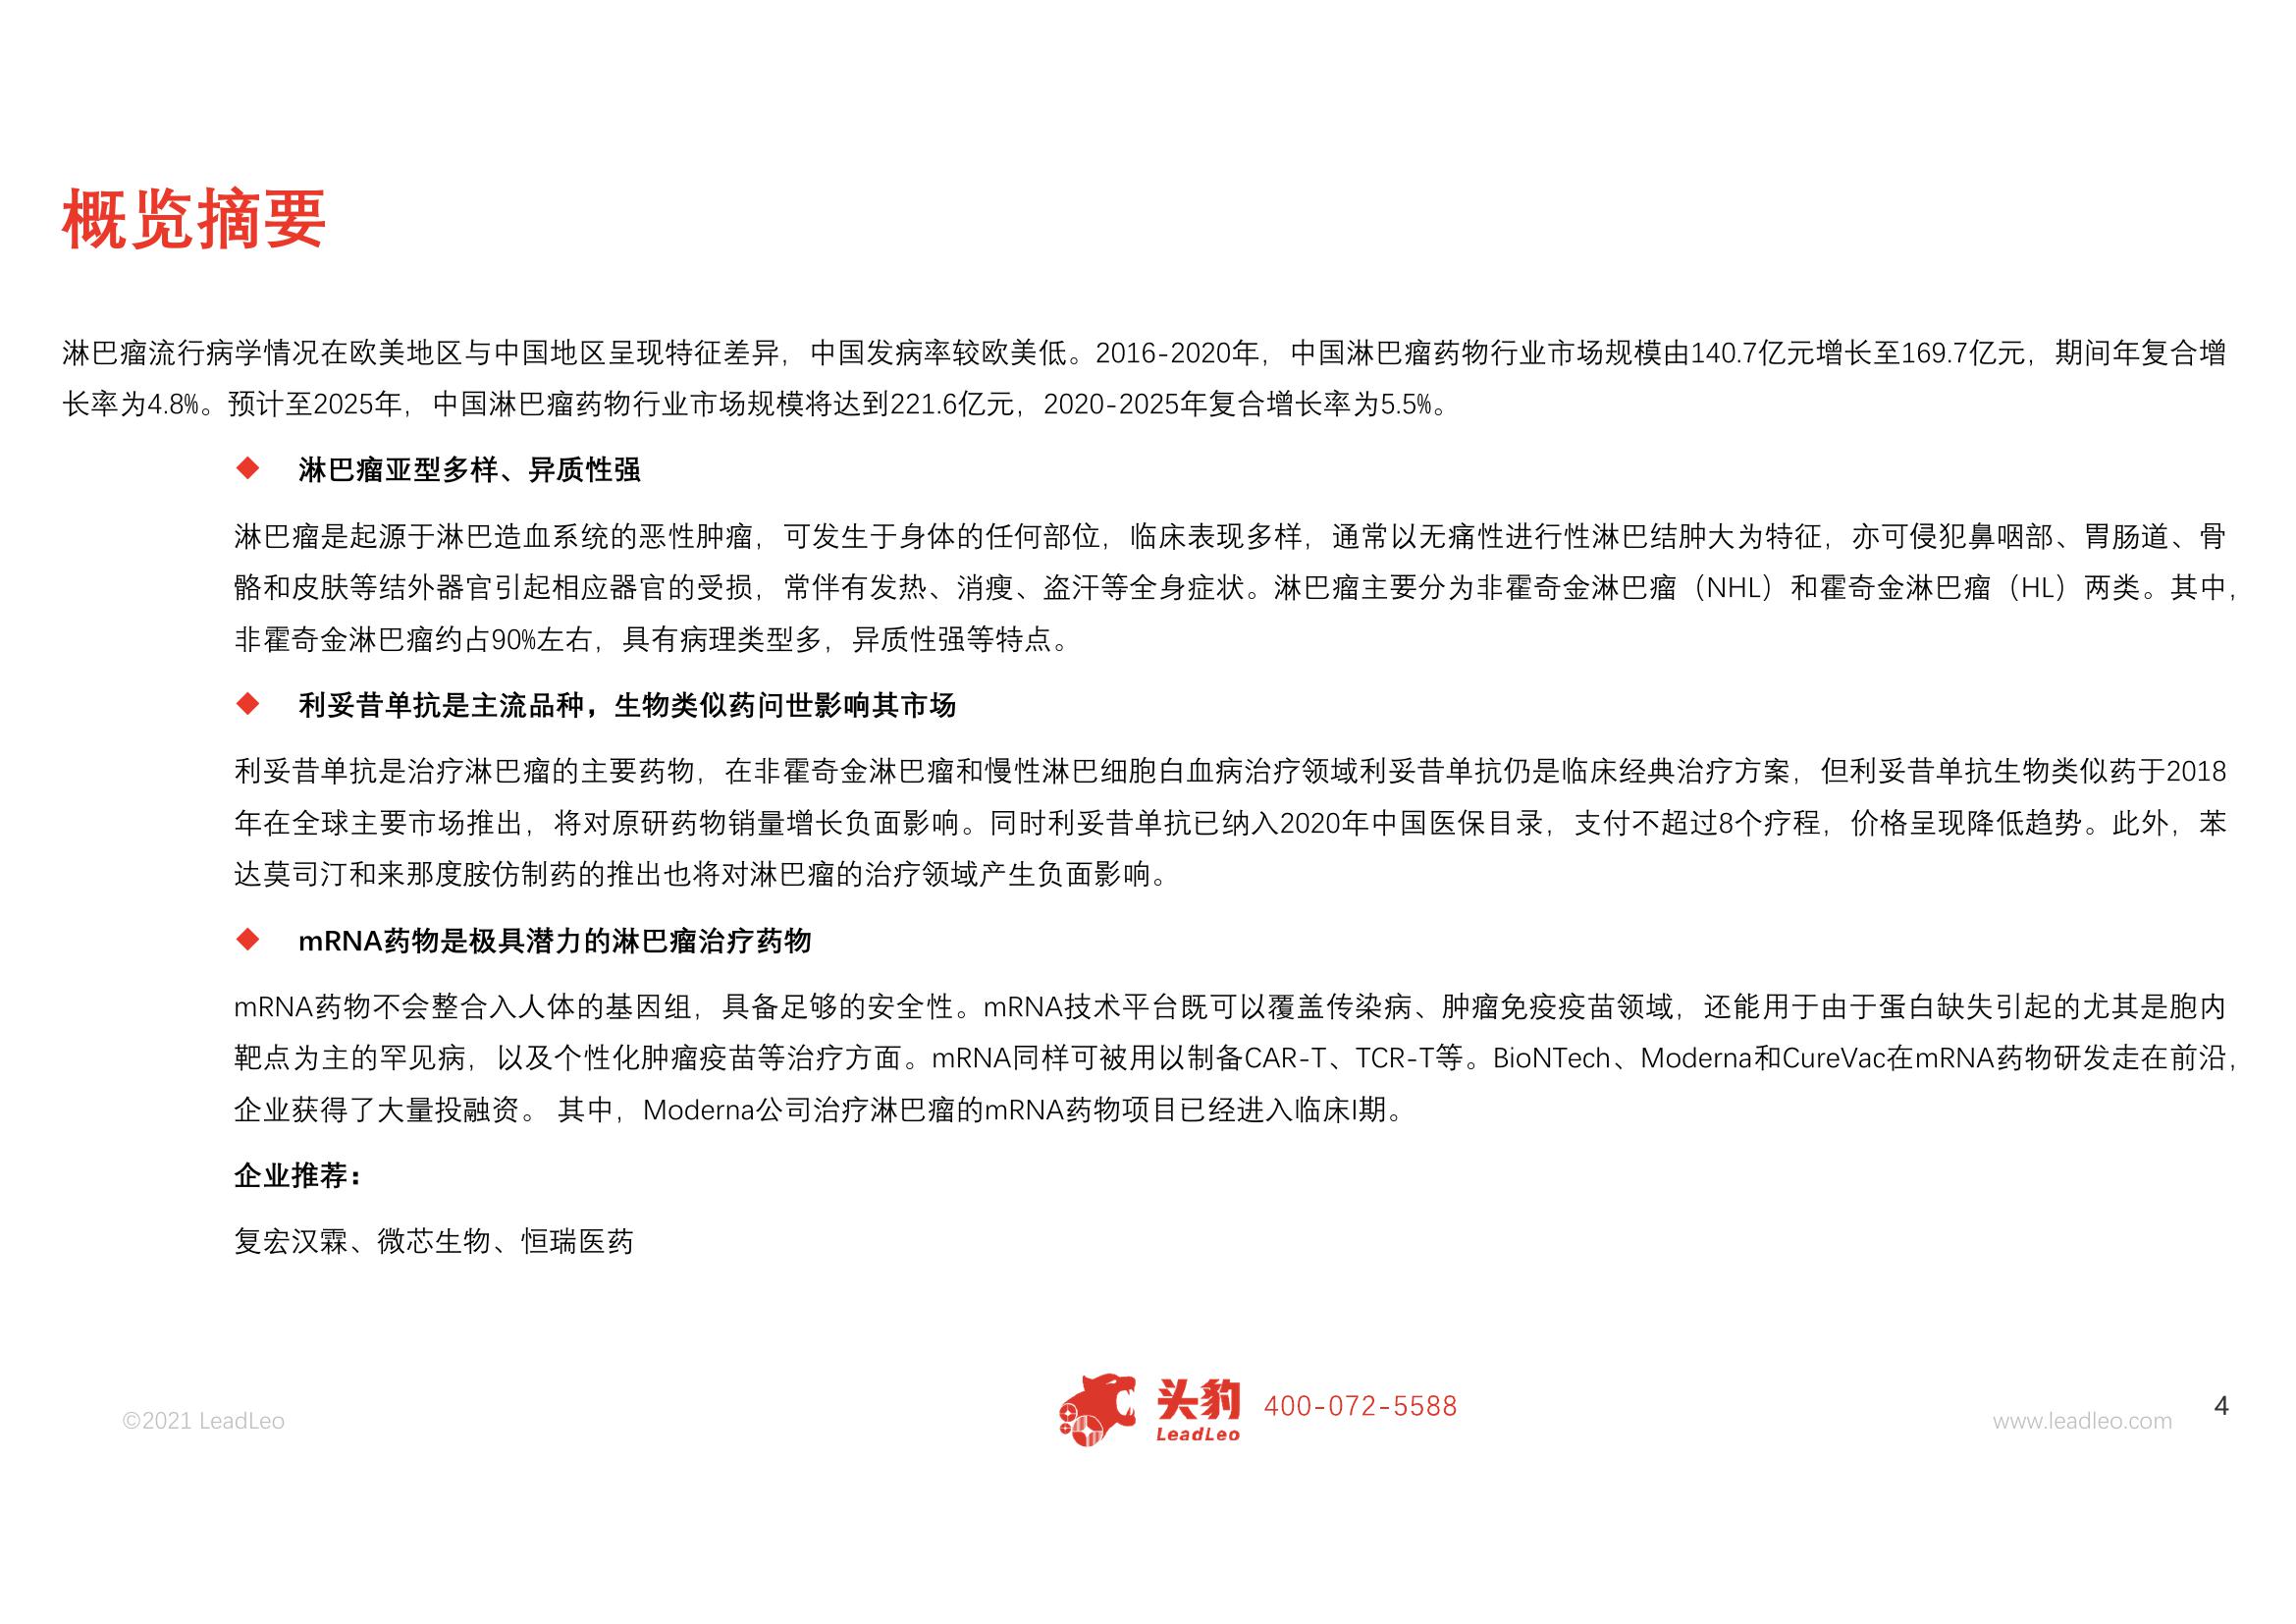 概览摘要
淋巴瘤流行病学情况在欧美地区与中国地区呈现特征差异，中国发病率较欧美低。2016-2020年，中国淋巴瘤药物行业市场规模由140.7亿元增长至169.7亿元，期间年复合增
长率为4.8%。预计至2025年，中国淋巴瘤药物行业市场规模将达到221.6亿元，2020-2025年复合增长率为5.5%。
◆ 淋巴瘤亚型多样、异质性强
淋巴瘤是起源于淋巴造血系统的恶性肿瘤，可发生于身体的任何部位，临床表现多样，通常以无痛性进行性淋巴结肿大为特征，亦可侵犯鼻咽部、胃肠道、骨
骼和皮肤等结外器官引起相应器官的受损，常伴有发热、消瘦、盗汗等全身症状。淋巴瘤主要分为非霍奇金淋巴瘤（NHL）和霍奇金淋巴瘤（HL）两类。其中，
非霍奇金淋巴瘤约占90%左右，具有病理类型多，异质性强等特点。
◆ 利妥昔单抗是主流品种，生物类似药问世影响其市场
利妥昔单抗是治疗淋巴瘤的主要药物，在非霍奇金淋巴瘤和慢性淋巴细胞白血病治疗领域利妥昔单抗仍是临床经典治疗方案，但利妥昔单抗生物类似药于2018
年在全球主要市场推出，将对原研药物销量增长负面影响。同时利妥昔单抗已纳入2020年中国医保目录，支付不超过8个疗程，价格呈现降低趋势。此外，苯
达莫司汀和来那度胺仿制药的推出也将对淋巴瘤的治疗领域产生负面影响。
◆ mRNA药物是极具潜力的淋巴瘤治疗药物
mRNA药物不会整合入人体的基因组，具备足够的安全性。mRNA技术平台既可以覆盖传染病、肿瘤免疫疫苗领域，还能用于由于蛋白缺失引起的尤其是胞内
靶点为主的罕见病，以及个性化肿瘤疫苗等治疗方面。mRNA同样可被用以制备CAR-T、TCR-T等。BioNTech、Moderna和CureVac在mRNA药物研发走在前沿，
企业获得了大量投融资。 其中，Moderna公司治疗淋巴瘤的mRNA药物项目已经进入临床I期。
企业推荐：
复宏汉霖、微芯生物、恒瑞医药
©2021 LeadLeo
头豹
LeadLeo
400-072-5588
www.leadleo.com
4